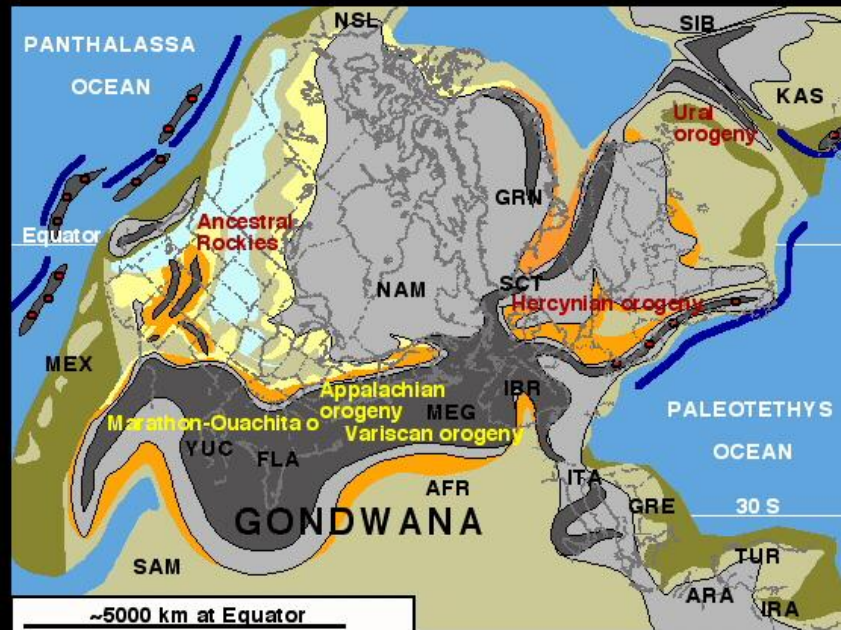 NSL
SIB
PANTHALASSA
OCEAN
KAS
Ural
orogeny
GRN
Ancestral
Rockies
Equator
SCT
NAM
Hercynian orogeny
MEX
Appalachian
orogeny
IBR
MEG
Marathon-Ouachita o
Variscan orogeny
YUC
FLA
PALEOTETHYS
OCEAN
ITA
AFR
GRE
30 S
GONDWANA
TUR
SAM
ARA
IRA
~5000 km at Equator